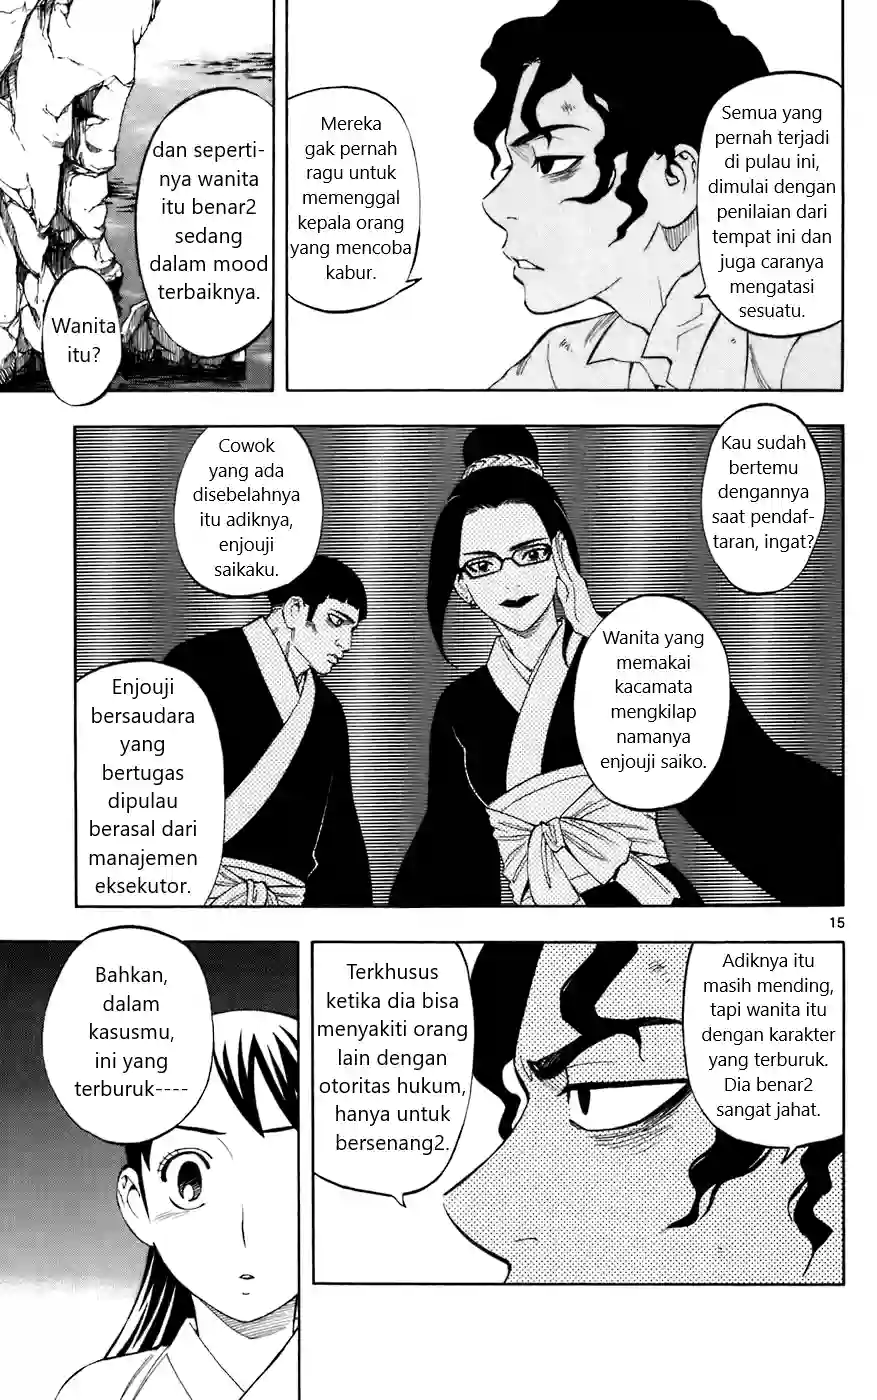 Semua yang
pernah terjadi
di pulau ini,
dimulai dengan
penilaian dari
tempat ini dan
juga caranya
mengatasi
sesuatu.
Mereka
gak pernah
ragu untuk
memenggal
kepala orang
yang mencoba
kabur.
dan seperti-
nya wanita
itu benar2
sedang
dalam mood
terbaiknya.
Wanita
itu?
Kau sudah
bertemu
dengannya
saat pendaf-
taran, ingat?
Wanita yang
memakai
kacamata
mengkilap
namanya
enjouji saiko.
Cowok
yang ada
disebelahnya
itu adiknya,
enjouji
saikaku.
Enjouji
bersaudara
yang
bertugas
dipulau
berasal dari
manajemen
eksekutor.
15
Adiknya itu
masih mending,
tapi wanita itu
dengan karakter
yang terburuk.
Dia benar2
sangat jahat.
Terkhusus
ketika dia bisa
menyakiti orang
lain dengan
otoritas hukum,
hanya untuk
bersenang2.
Bahkan,
dalam
kasusmu,
ini yang
terburuk----